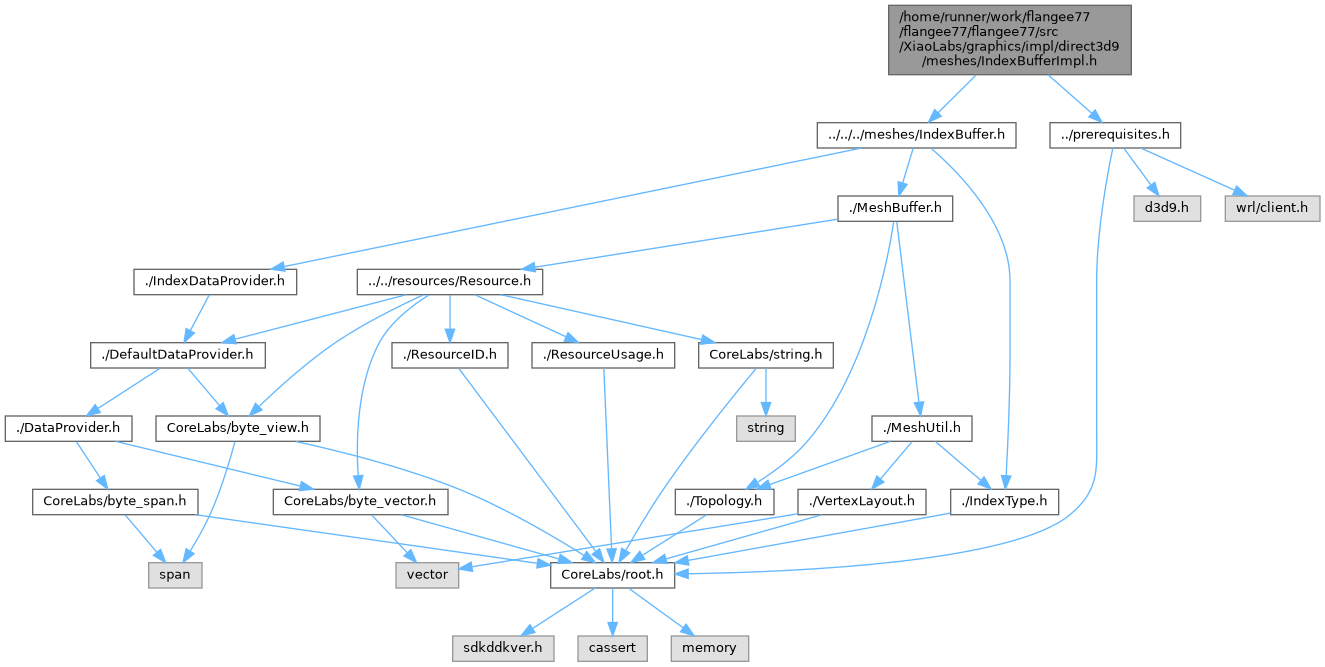 /home/runner/work/flangee77
/flangee77/flangee77/src
/XiaoLabs/graphics/impl/direct3d9
/meshes/IndexBufferImpl.h
../../../meshes/IndexBuffer.h
../prerequisites.h
./MeshBuffer.h
d3d9.h
wrl/client.h
./IndexDataProvider.h
../../resources/Resource.h
./DefaultDataProvider.h
./ResourceID.h
./ResourceUsage.h
CoreLabs/string.h
./DataProvider.h
CoreLabs/byte_view.h
string
./MeshUtil.h
CoreLabs/byte_span.h
CoreLabs/byte_vector.h
./Topology.h
./VertexLayout.h
./IndexType.h
span
vector
CoreLabs/root.h
sdkddkver.h
cassert
memory